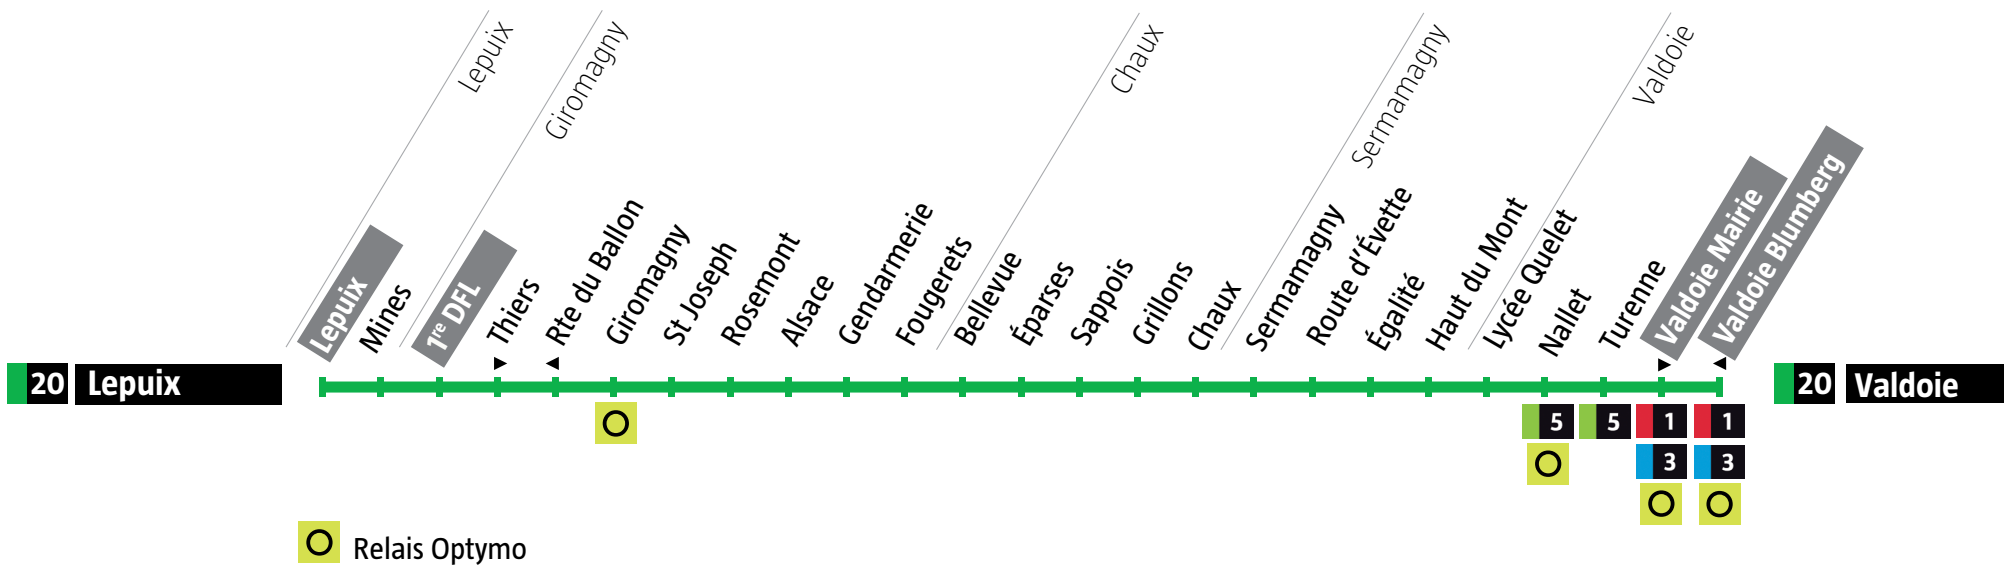 Lepuix
Giromagny
Chaux
Sermamagny
Valdoie
Lepuix
Mines
1re DFL
Thiers
Rte du Ballon
Giromagny
St Joseph
Rosemont
Alsace
Gendarmerie
Fougerets
Bellevue
Éparses
Sappois
Grillons
Chaux
Sermamagny
Route d'Évette
Égalité
Haut du Mont
Lycée Quelet
Nallet
Turenne
Valdoie Mairie
Valdoie Blumberg
20 Lepuix
20 Valdoie
5 5 1 1
3 3
Relais Optymo